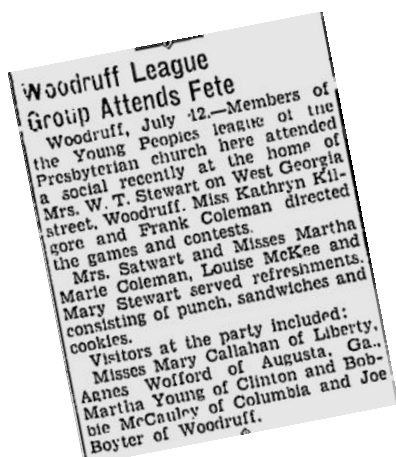 Woodruff League
Group Attends Fete
Woodruff, July 12.—Members of
the Young Peoples league of the
Presbyterian church here attended
a social recently at the home of
Mrs. W. T. Stewart on West Georgia
street, Woodruff. Miss Kathryn Kil-
gore and Frank Coleman directed
the games and contests.
Mrs. Satwart and Misses Martha
Marie Coleman, Louise McKee and
Mary Stewart served refreshments.
consisting of punch, sandwiches and
cookies.
Visitors at the party included:
Misses Mary Callahan of Liberty,
Agnes Wofford of Augusta, Ga.,
Martha Young of Clinton and Bob-
bie McCauley of Columbia and Joe
Boyter of Woodruff.